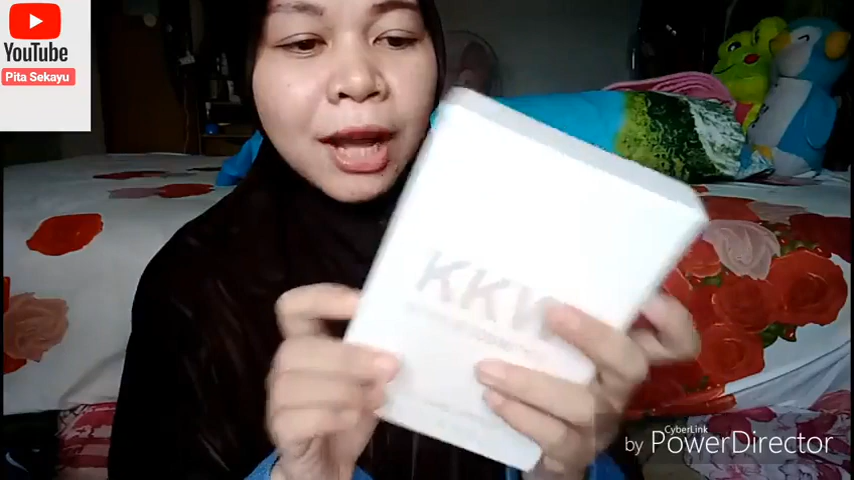 YouTube
Pita Sekayu
KKW
by CyberLink
PowerDirector